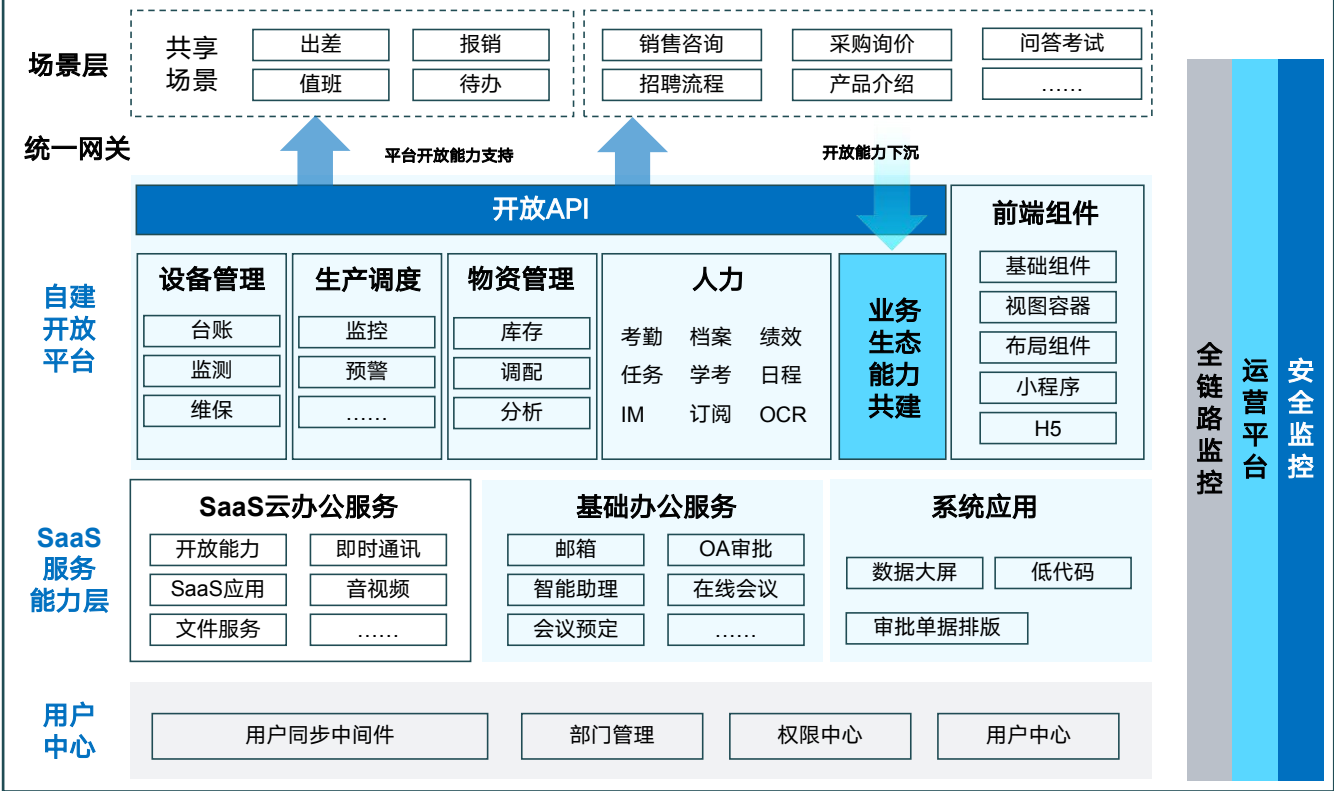 场景层
共享
场景
出差
报销
值班
待办
销售咨询
采购询价
问答考试
招聘流程
产品介绍
……
统一网关
平台开放能力支持
开放能力下沉
自建
开放
平台
开放API
设备管理
台账
监测
维保
生产调度
监控
预警
……
物资管理
库存
调配
分析
人力
考勤 档案 绩效
任务 学考 日程
IM 订阅 OCR
业务
生态
能力
共建
前端组件
基础组件
视图容器
布局组件
小程序
H5
SaaS
服务
能力层
SaaS云办公服务
开放能力
即时通讯
SaaS应用
音视频
文件服务
……
基础办公服务
邮箱
OA审批
智能助理
在线会议
会议预定
……
系统应用
数据大屏
低代码
审批单据排版
用户
中心
用户同步中间件
部门管理
权限中心
用户中心
全链路监控
运营平台
安全监控